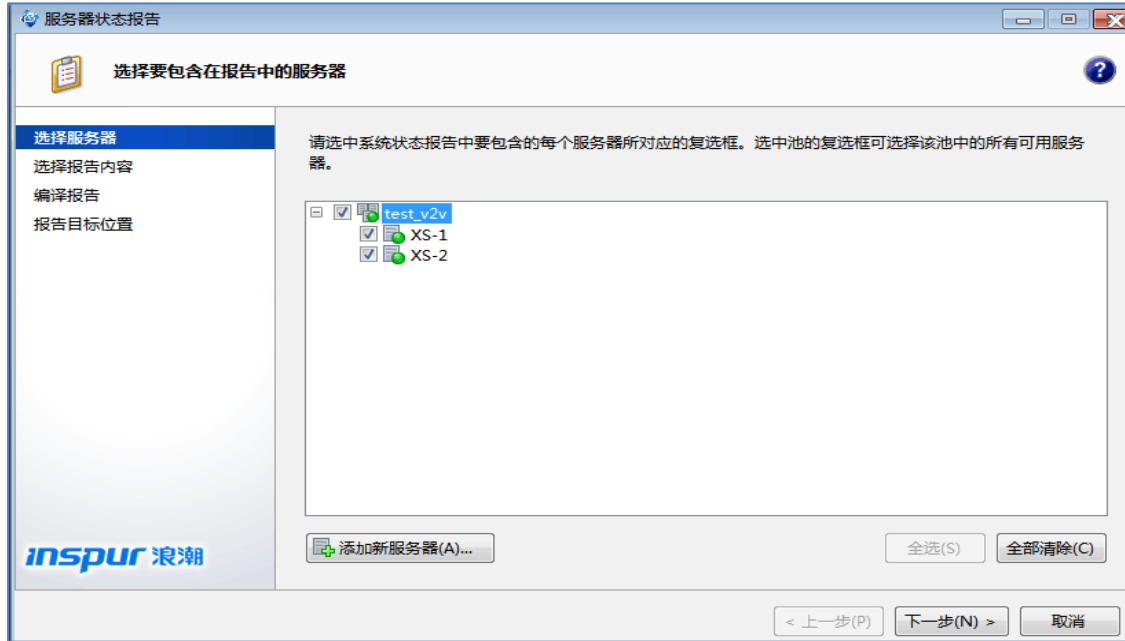 服务器状态报告
选择要包含在报告中的服务器
?
选择服务器
选择报告内容
编译报告
报告目标位置
请选中系统状态报告中要包含的每个服务器所对应的复选框。选中池的复选框可选择该池中的所有可用服务
器。
test_v2v
XS-1
XS-2
inspur 浪潮
添加新服务器(A)...
全选(S)
全部清除(C)
< 上一步(P)
下一步(N) >
取消